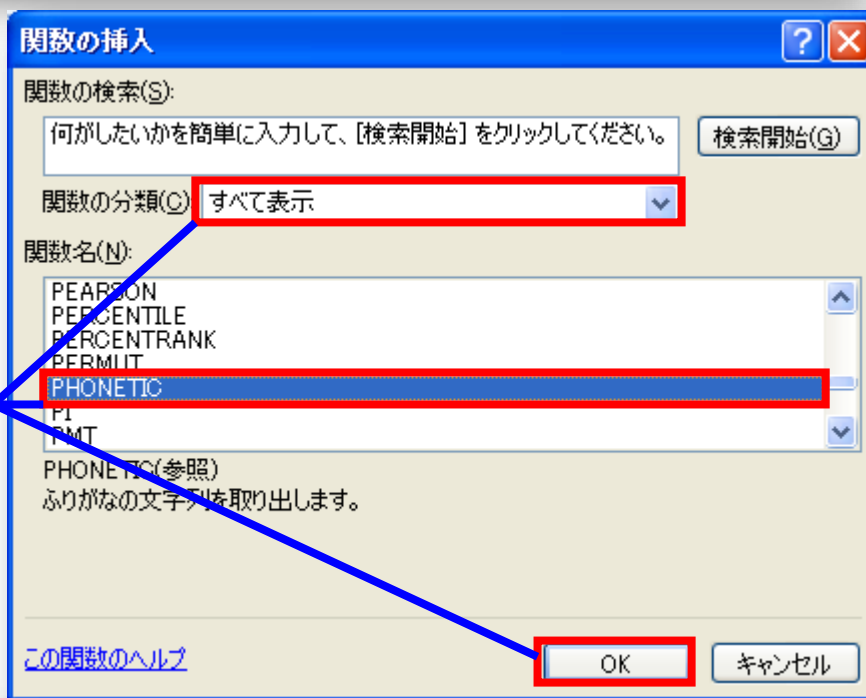 関数の挿入
関数の検索(S):
何がしたいかを簡単に入力して、[検索開始] をクリックしてください。
検索開始(G)
関数の分類(C):
すべて表示
関数名(N):
PEARSON
PERCENTILE
PERCENTRANK
PERMUT
PHONETIC
PI
PMT
PHONETIC(参照)
ふりがなの文字列を取り出します。
この関数のヘルプ
OK
キャンセル